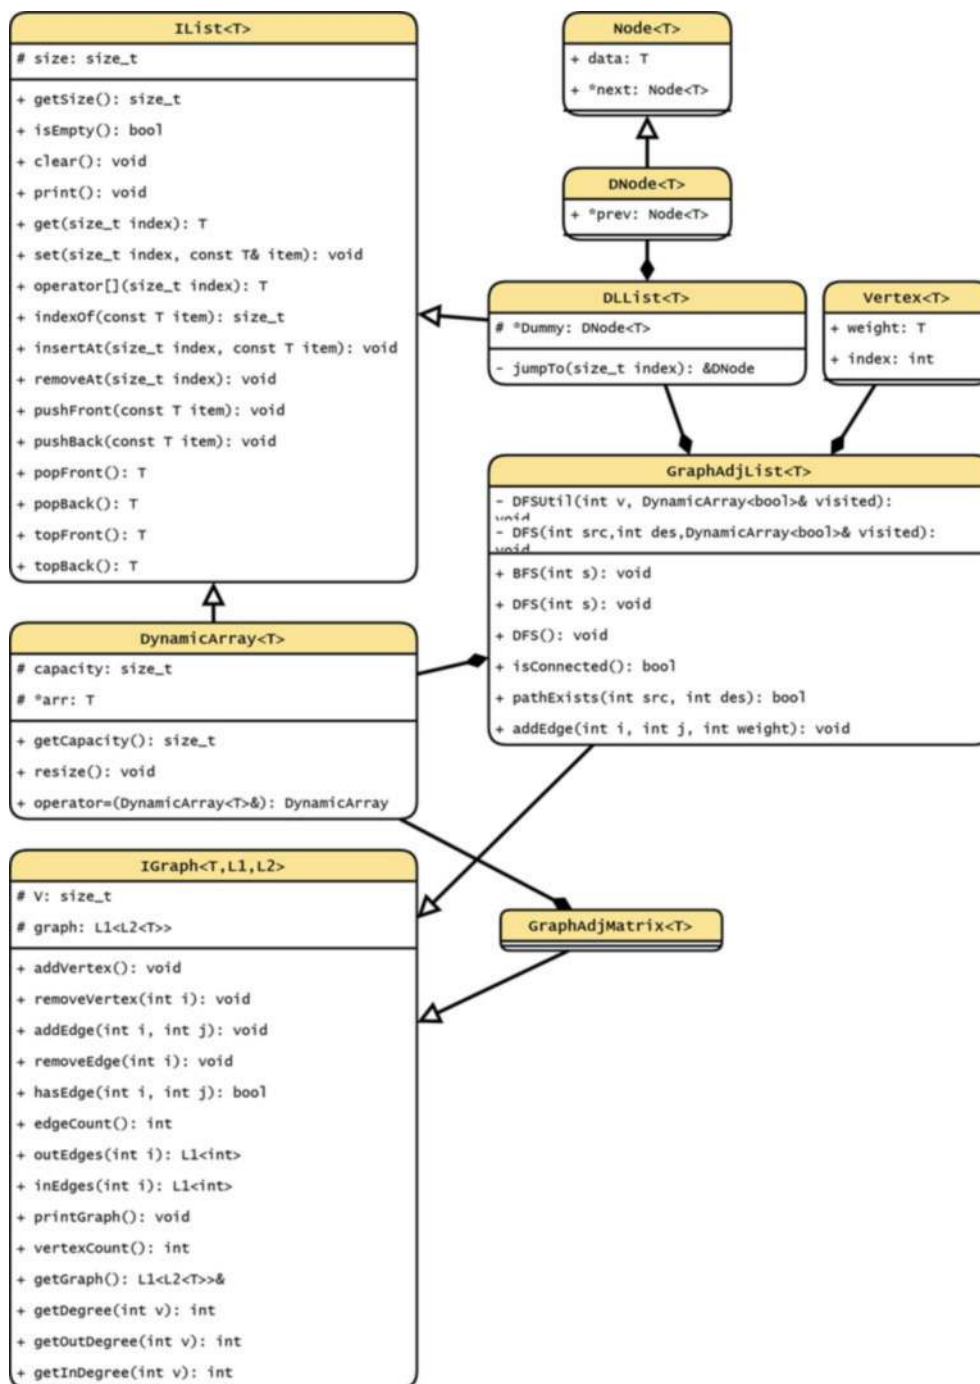 IList<T>
# size: size_t
+ getSize(): size_t
+ isEmpty(): bool
+ clear(): void
+ print(): void
+ get(size_t index): T
+ set(size_t index, const T& item): void
+ operator[](size_t index): T
+ indexOf(const T item): size_t
+ insertAt(size_t index, const T item): void
+ removeAt(size_t index): void
+ pushFront(const T item): void
+ pushBack(const T item): void
+ popFront(): T
+ popBack(): T
+ topFront(): T
+ topBack(): T
Node<T>
+ data: T
+ *next: Node<T>
DNode<T>
+ *prev: Node<T>
DLList<T>
# *Dummy: DNode<T>
- jumpTo(size_t index): &DNode
Vertex<T>
+ weight: T
+ index: int
GraphAdjList<T>
- DFSUtil(int v, DynamicArray<bool>& visited):
void
- DFS(int src,int des,DynamicArray<bool>& visited):
void
+ BFS(int s): void
+ DFS(int s): void
+ DFS(): void
+ isConnected(): bool
+ pathExists(int src, int des): bool
+ addEdge(int i, int j, int weight): void
DynamicArray<T>
# capacity: size_t
# *arr: T
+ getCapacity(): size_t
+ resize(): void
+ operator=(DynamicArray<T>&): DynamicArray
IGraph<T,L1,L2>
# V: size_t
# graph: L1<L2<T>>
+ addVertex(): void
+ removeVertex(int i): void
+ addEdge(int i, int j): void
+ removeEdge(int i): void
+ hasEdge(int i, int j): bool
+ edgeCount(): int
+ outEdges(int i): L1<int>
+ inEdges(int i): L1<int>
+ printGraph(): void
+ vertexCount(): int
+ getGraph(): L1<L2<T>>&
+ getDegree(int v): int
+ getOutDegree(int v): int
+ getInDegree(int v): int
GraphAdjMatrix<T>